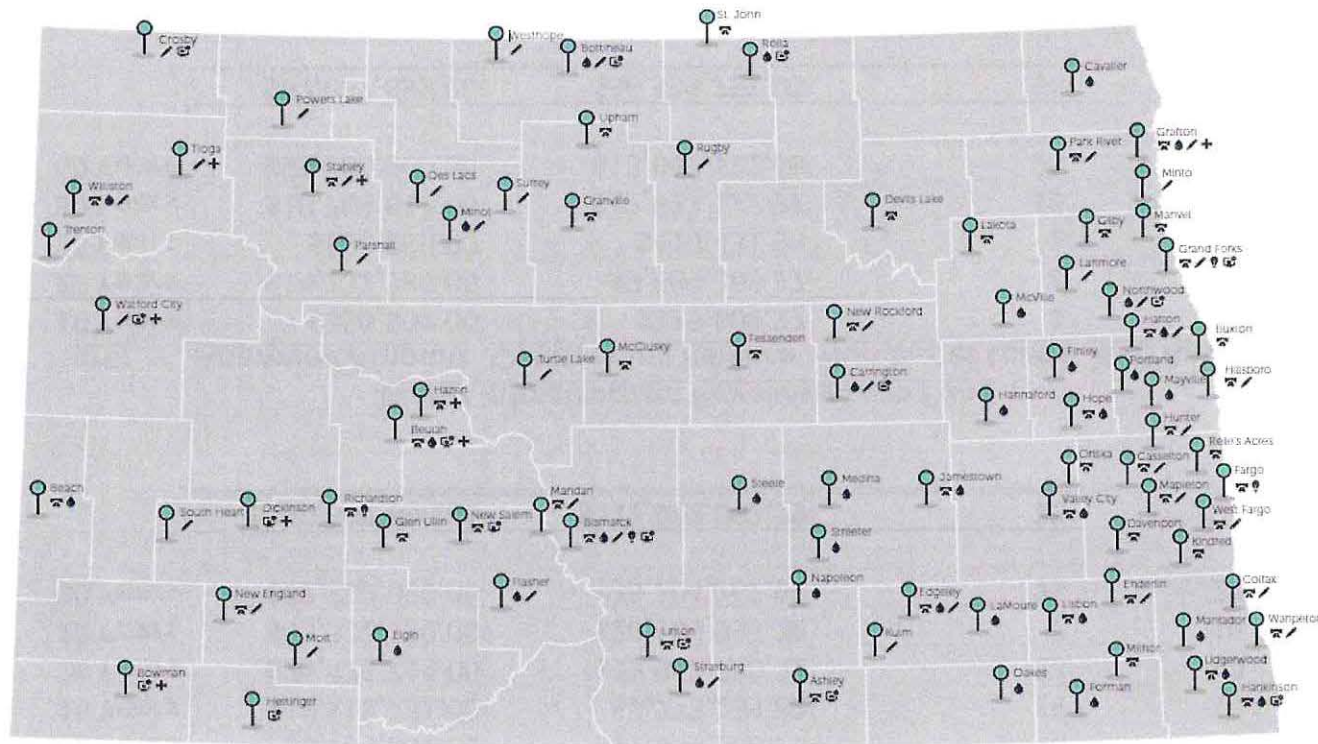 St. John
Crosby
Westhope
Bottineau
Rolla
Cavalier
Powers Lake
Upham
Grafton
Tioga
Stanley
Rugby
Park River
Minto
Williston
Des Lacs
Surrey
Granville
Devils Lake
Minot
Lakota
Gilby
Manvel
Trenton
Parshall
Grand Forks
Larimore
Watford City
McVille
Northwood
New Rockford
Hatton
Buxton
Turtle Lake
McClusky
Fessenden
Finley
Portland
Hillsboro
Carrington
Mayville
Hazen
Hannaford
Hope
Beulah
Hunter
Reile's Acres
Oriska
Casselton
Fargo
Beach
Steele
Medina
Jamestown
Mapleton
Richardson
Mandan
Valley City
West Fargo
South Heart
Dickinson
Glen Ullin
New Salem
Bismarck
Davenport
Streeter
Kindred
New England
Flasher
Napoleon
Edgeley
LaMoure
Lisbon
Enderlin
Colfax
Mott
Elgin
Linton
Kulm
Mantador
Wahpeton
Milnor
Bowman
Strasburg
Ashley
Oakes
Forman
Lidgerwood
Hankinson
Hettinger